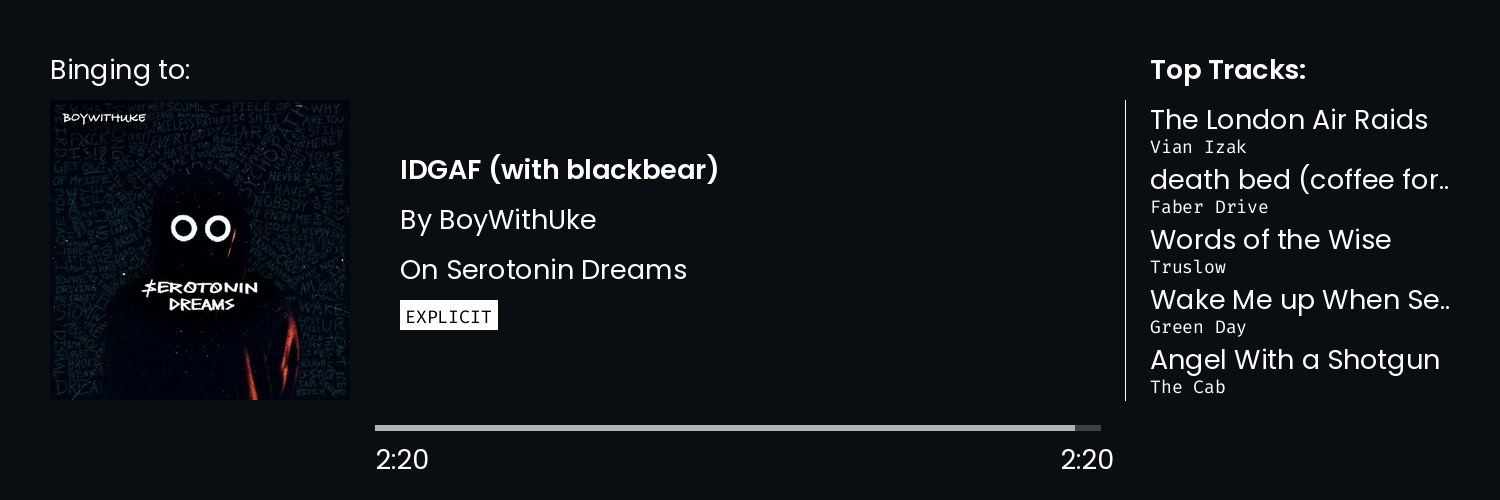 Binging to:
BOYWITHUKE
$EROTONIN
DREAMS
IDGAF (with blackbear)
By BoyWithUke
On Serotonin Dreams
EXPLICIT
2:20
2:20
Top Tracks:
The London Air Raids
Vian Izak
death bed (coffee for..
Faber Drive
Words of the Wise
Truslow
Wake Me up When Se..
Green Day
Angel With a Shotgun
The Cab